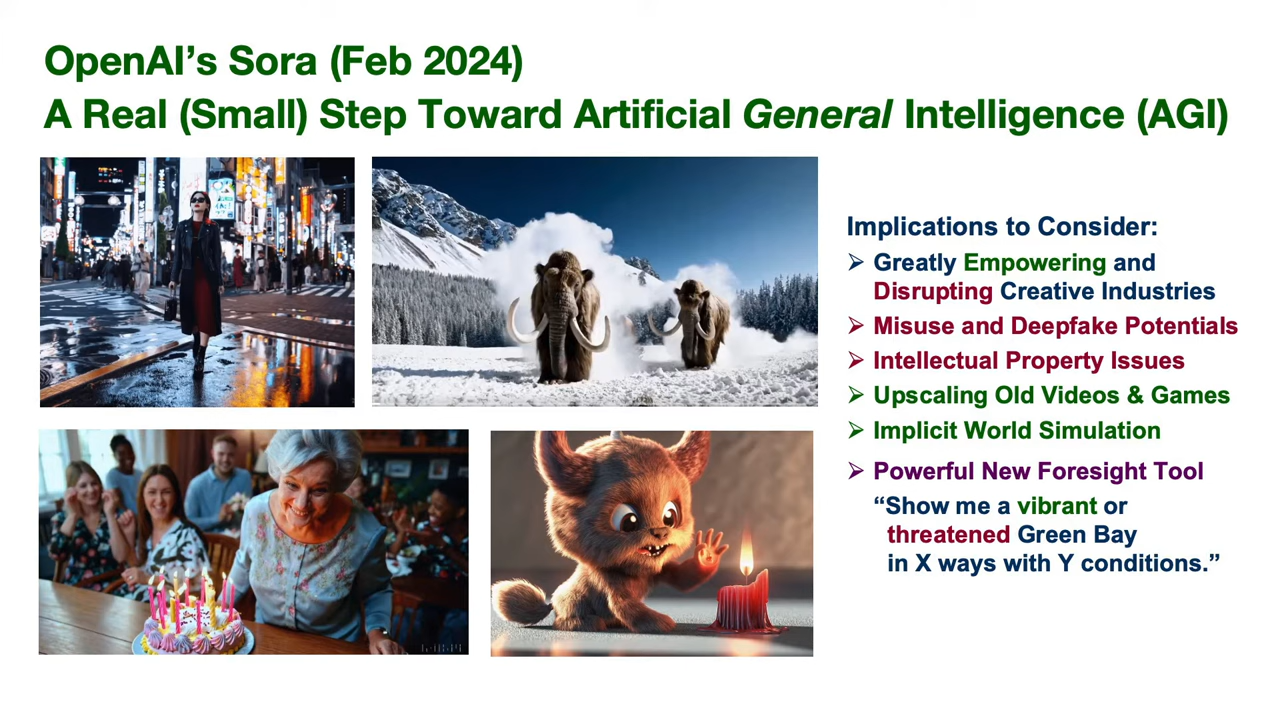 OpenAI’s Sora (Feb 2024)
A Real (Small) Step Toward Artificial General Intelligence (AGI)
Implications to Consider:
➢ Greatly Empowering and
Disrupting Creative Industries
➢ Misuse and Deepfake Potentials
➢ Intellectual Property Issues
➢ Upscaling Old Videos & Games
➢ Implicit World Simulation
➢ Powerful New Foresight Tool
“Show me a vibrant or
threatened Green Bay
in X ways with Y conditions.”